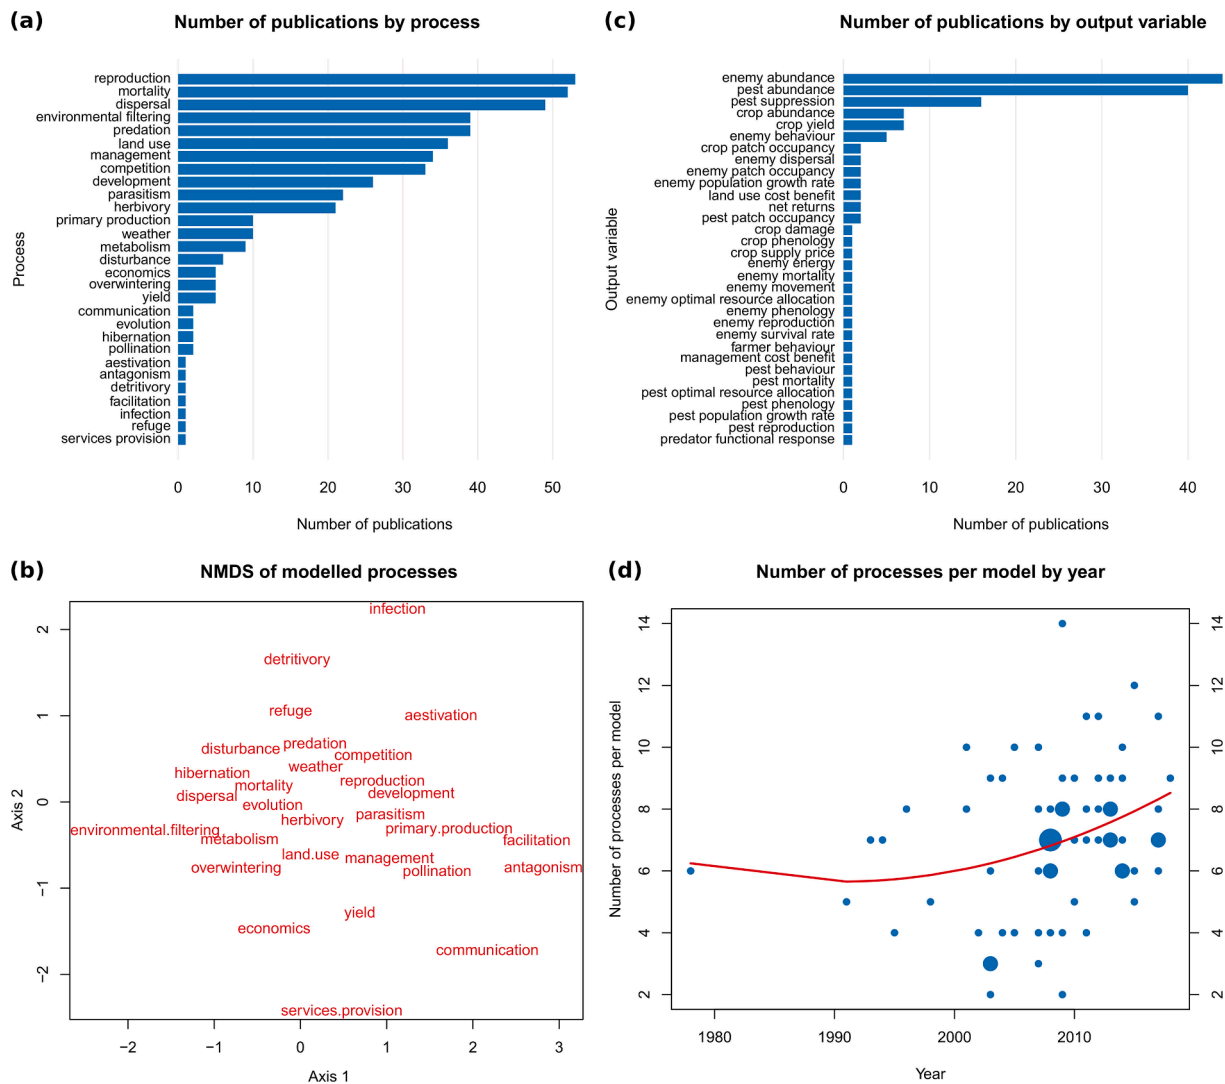 (a)
Number of publications by process
reproduction
mortality
dispersal
environmental filtering
predation
land use
management
competition
development
parasitism
herbivory
primary production
weather
metabolism
disturbance
economics
overwintering
yield
communication
evolution
hibernation
pollination
aestivation
antagonism
detritivory
facilitation
infection
refuge
services provision
Process
0 10 20 30 40 50
Number of publications
(c)
Number of publications by output variable
enemy abundance
pest abundance
pest suppression
crop abundance
crop yield
enemy behaviour
crop patch occupancy
enemy dispersal
enemy patch occupancy
enemy population growth rate
land use cost benefit
net returns
pest patch occupancy
crop damage
crop phenology
crop supply price
enemy energy
enemy mortality
enemy movement
enemy optimal resource allocation
enemy phenology
enemy reproduction
enemy survival rate
farmer behaviour
management cost benefit
pest behaviour
pest mortality
pest optimal resource allocation
pest phenology
pest population growth rate
pest reproduction
predator functional response
Output variable
0 10 20 30 40
Number of publications
(b)
NMDS of modelled processes
infection
detritivory
refuge
aestivation
predation
disturbance
competition
weather
hibernation
reproduction
mortality
development
dispersal
evolution
parasitism
herbivory
environmental.filtering
primary.production
metabolism
facilitation
land.use
management
overwintering
pollination
antagonism
yield
economics
communication
services.provision
2
1
0
−1
−2
Axis 2
−2 −1 0 1 2 3
Axis 1
(d)
Number of processes per model by year
14 14
12 12
10 10
8 8
6 6
4 4
2 2
Number of processes per model
1980 1990 2000 2010
Year